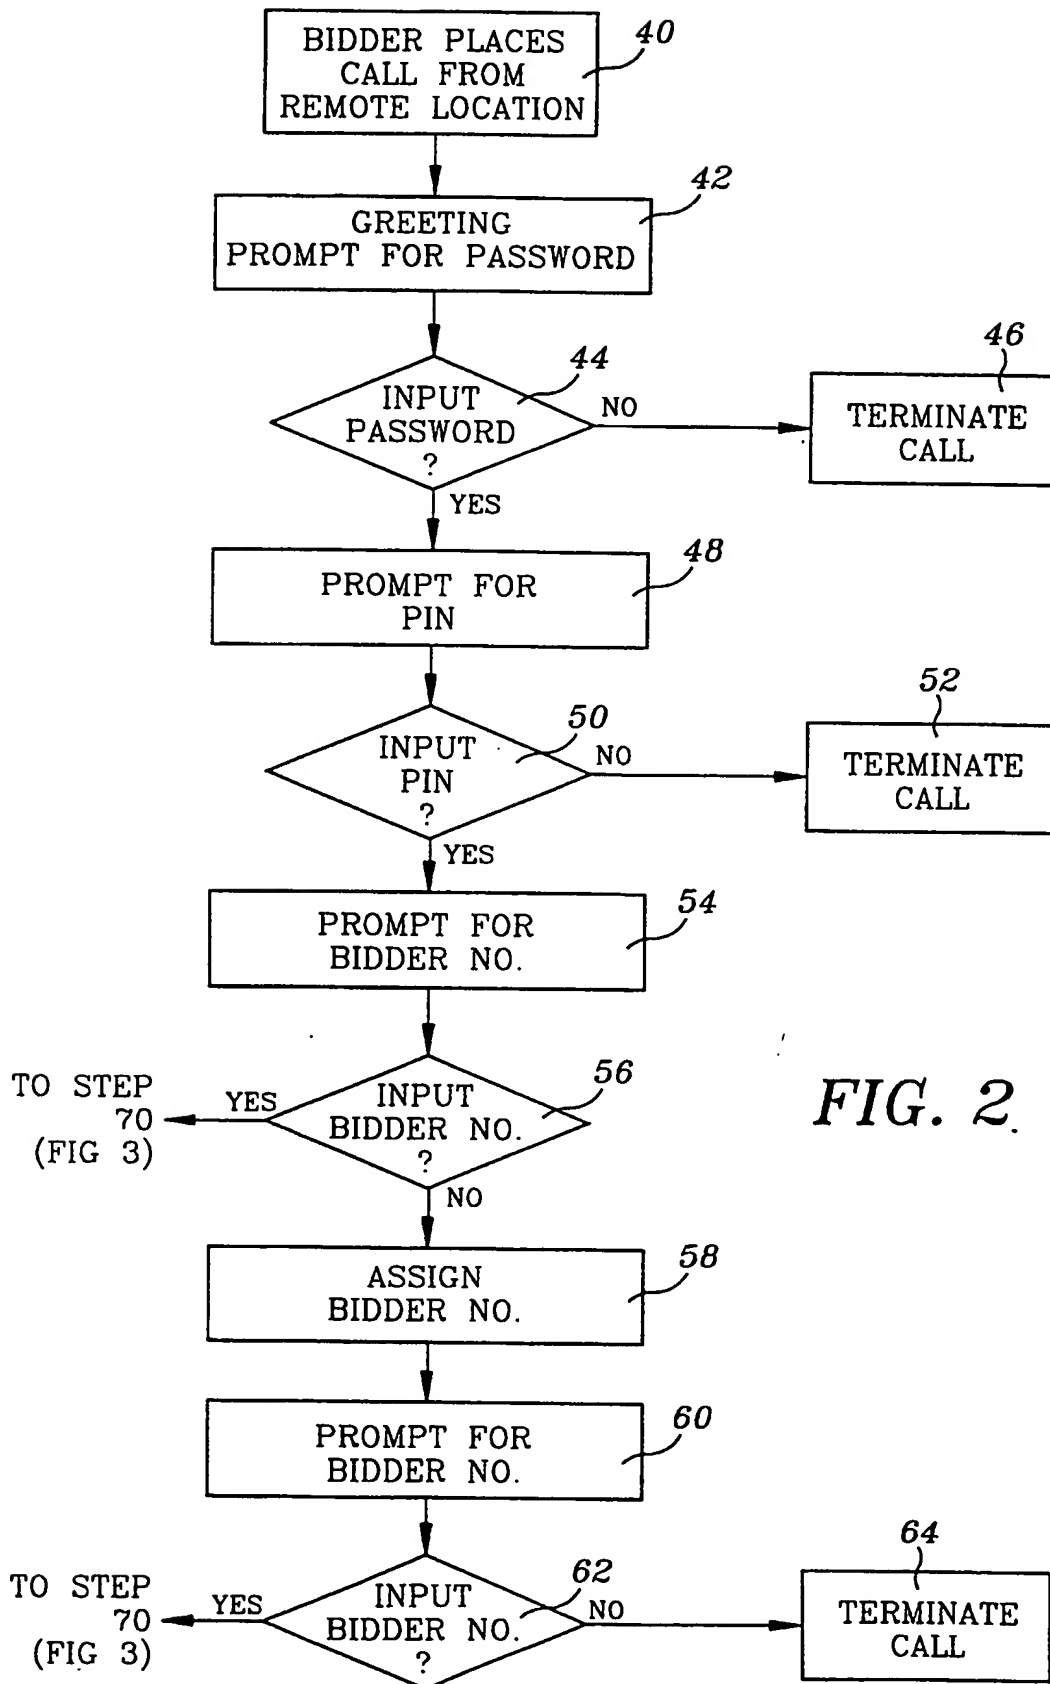 BIDDER PLACES
CALL FROM
REMOTE LOCATION
40
42
GREETING
PROMPT FOR PASSWORD
44
46
INPUT
PASSWORD
?
NO
TERMINATE
CALL
YES
48
PROMPT FOR
PIN
50
52
INPUT
PIN
?
NO
TERMINATE
CALL
YES
54
PROMPT FOR
BIDDER NO.
56
TO STEP
70
(FIG 3)
YES
INPUT
BIDDER NO.
?
FIG. 2
NO
58
ASSIGN
BIDDER NO.
60
PROMPT FOR
BIDDER NO.
62
64
TO STEP
70
(FIG 3)
YES
INPUT
BIDDER NO.
?
NO
TERMINATE
CALL